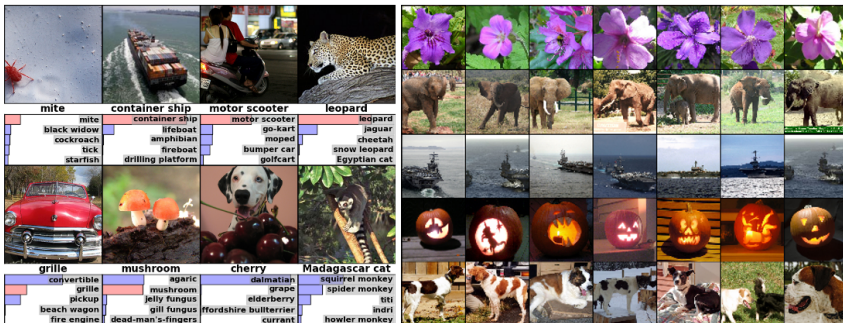 mite container ship motor scooter leopard
mite container ship motor scooter leopard
black widow lifeboat go-kart jaguar
cockroach amphibian moped cheetah
tick fireboat bumper car snow leopard
starfish drilling platform golfcart Egyptian cat
grille mushroom cherry Madagascar cat
convertible agaric dalmatian squirrel monkey
grille mushroom grape spider monkey
pickup jelly fungus elderberry titi
beach wagon gill fungus ffordshire bullterrier indri
fire engine dead-man's-fingers currant howler monkey